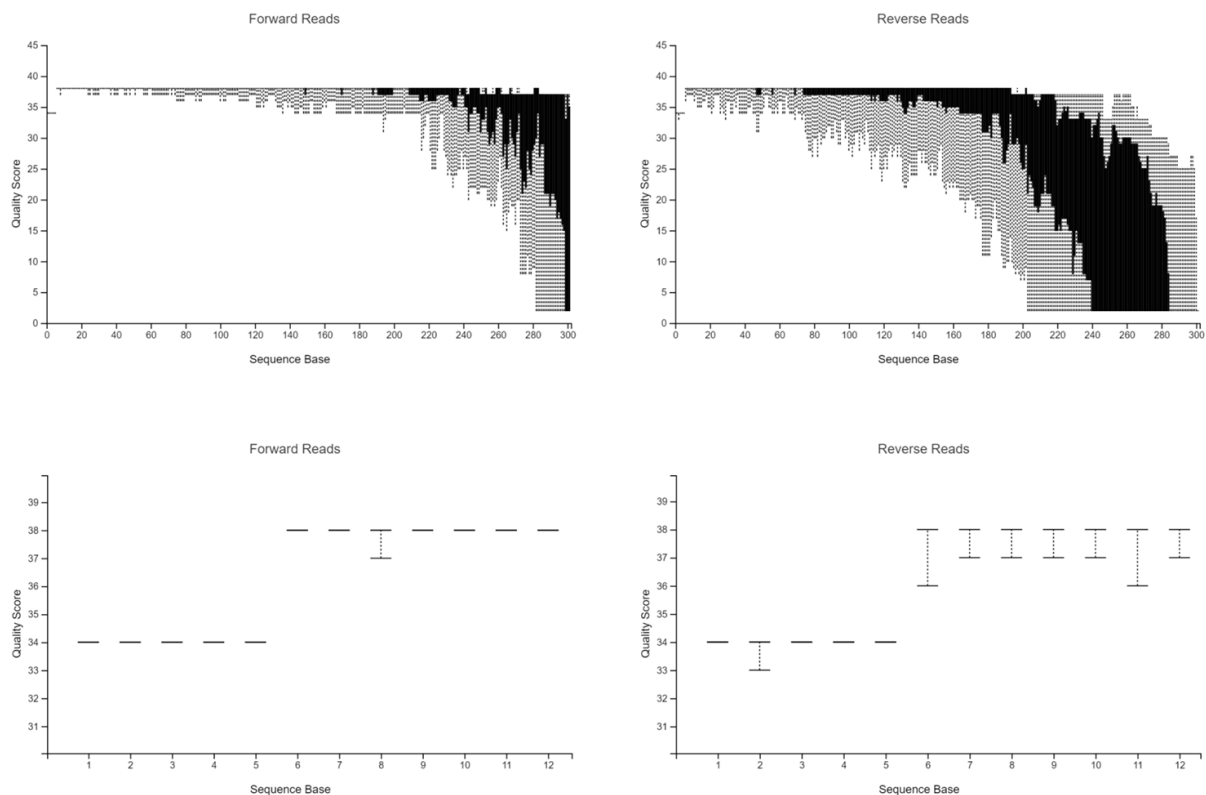 Forward Reads
45
40
35
30
25
20
15
10
5
0
Quality Score
0 20 40 60 80 100 120 140 160 180 200 220 240 260 280 300
Sequence Base
Reverse Reads
45
40
35
30
25
20
15
10
5
0
Quality Score
0 20 40 60 80 100 120 140 160 180 200 220 240 260 280 300
Sequence Base
Forward Reads
39
38
37
36
35
34
33
32
31
Quality Score
1 2 3 4 5 6 7 8 9 10 11 12
Sequence Base
Reverse Reads
39
38
37
36
35
34
33
32
31
Quality Score
1 2 3 4 5 6 7 8 9 10 11 12
Sequence Base